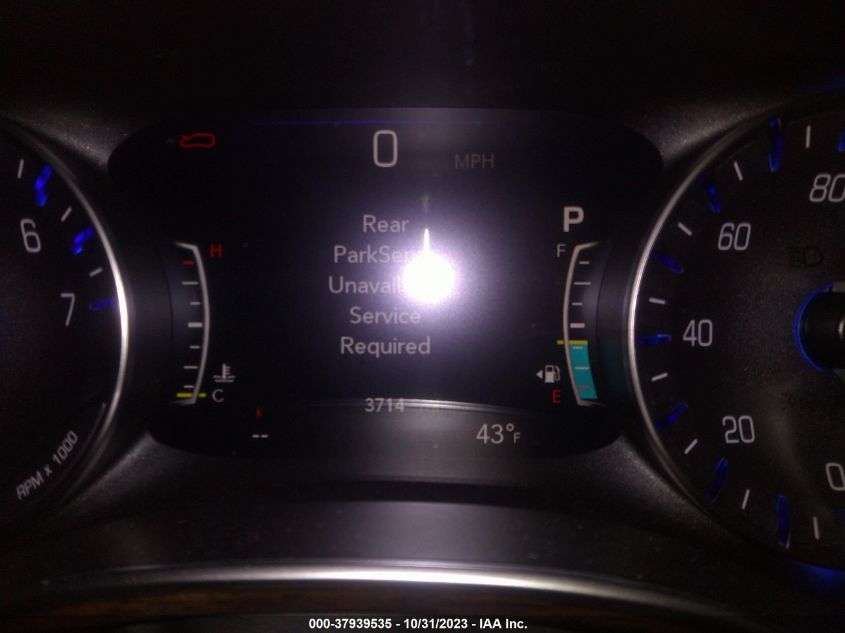 0
MPH
Rear
Service
Required
P
H
C
F
E
3714
--
43°F
6
7
RPM x 1000
80
60
40
20
0
000-37939535 - 10/31/2023 - IAA Inc.